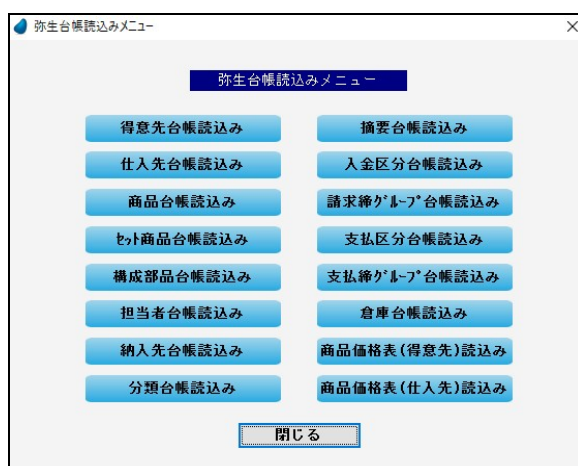 弥生台帳読込みメニュー
弥生台帳読込みメニュー
得意先台帳読込み
仕入先台帳読込み
商品台帳読込み
ｾｯﾄ商品台帳読込み
構成部品台帳読込み
担当者台帳読込み
納入先台帳読込み
分類台帳読込み
摘要台帳読込み
入金区分台帳読込み
請求締ｸﾞﾙｰﾌﾟ台帳読込み
支払区分台帳読込み
支払締ｸﾞﾙｰﾌﾟ台帳読込み
倉庫台帳読込み
商品価格表(得意先)読込み
商品価格表(仕入先)読込み
閉じる